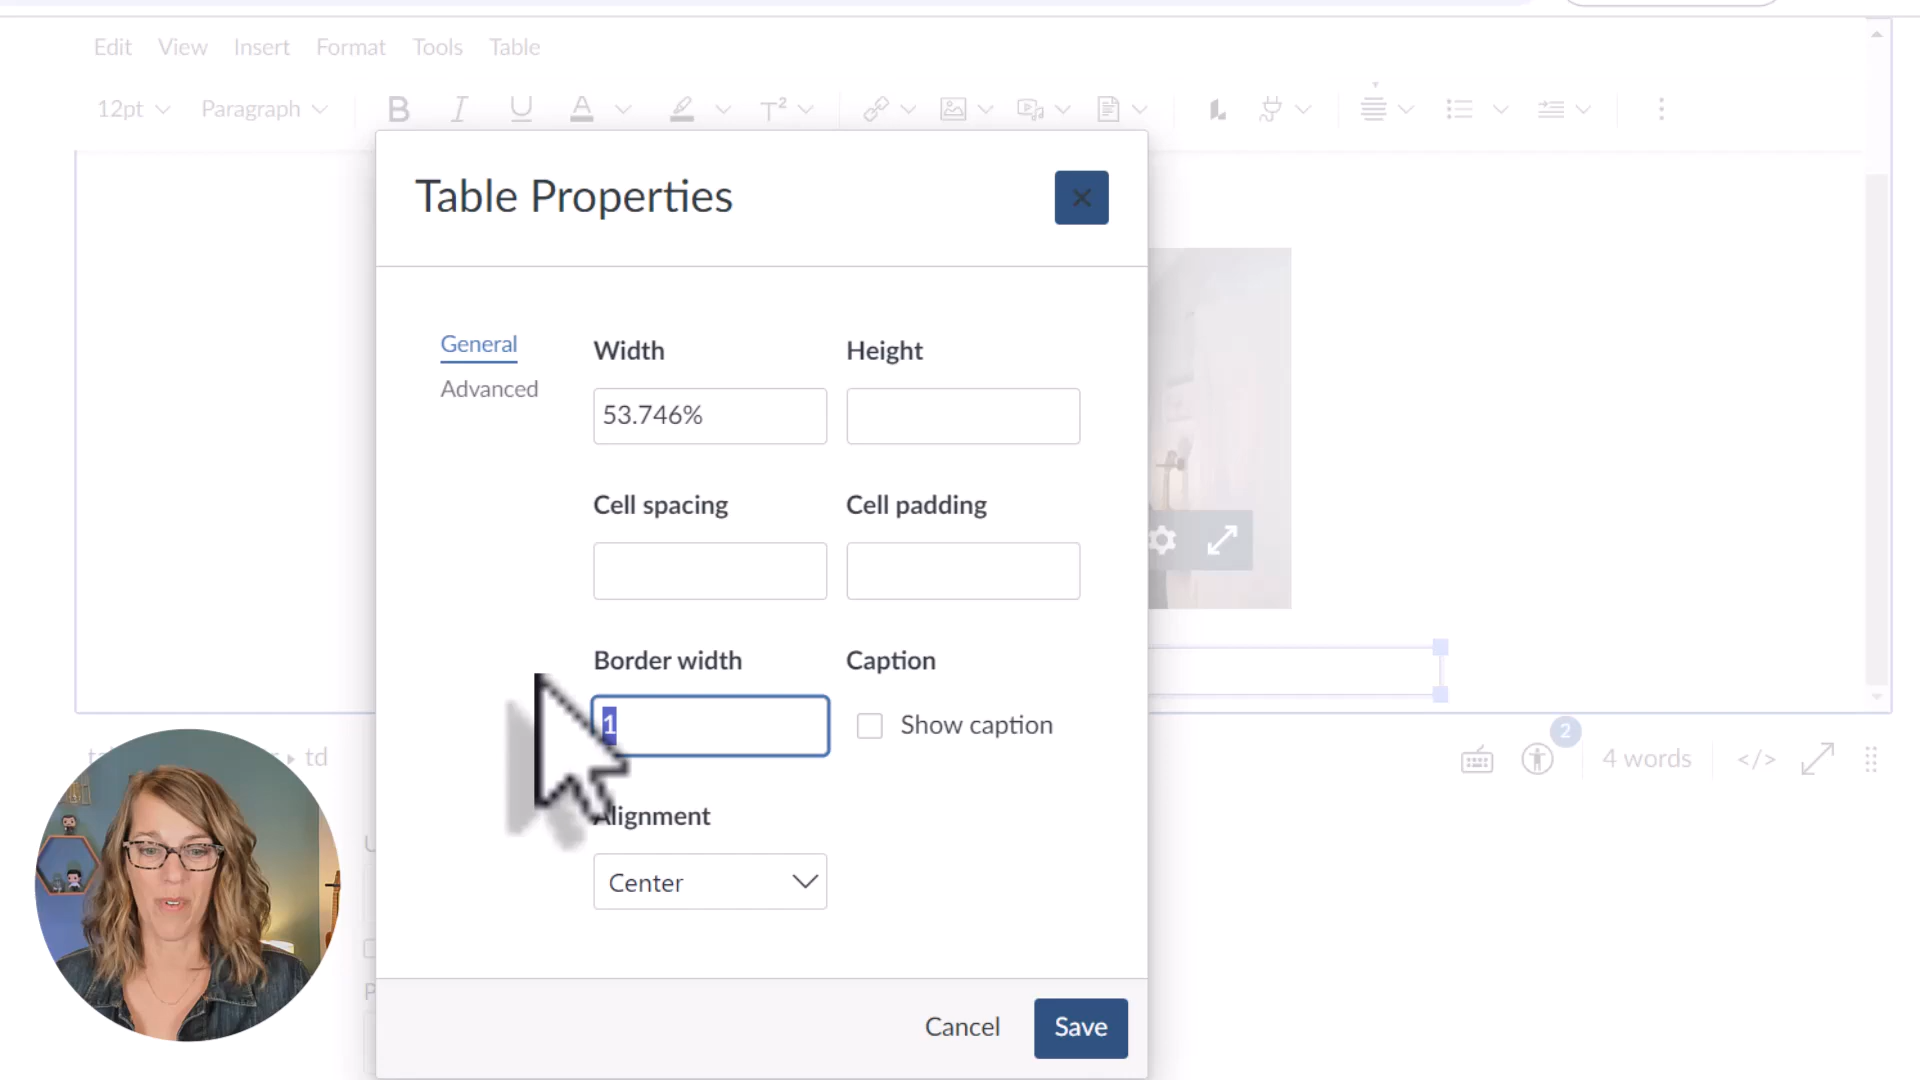 Edit View Insert Format Tools Table
12pt Paragraph B I U A T²
Table Properties
General
Advanced
Width Height
53.746%
Cell spacing Cell padding
Border width Caption
1 Show caption
td
2
4 words </>
Alignment
Center
Cancel Save